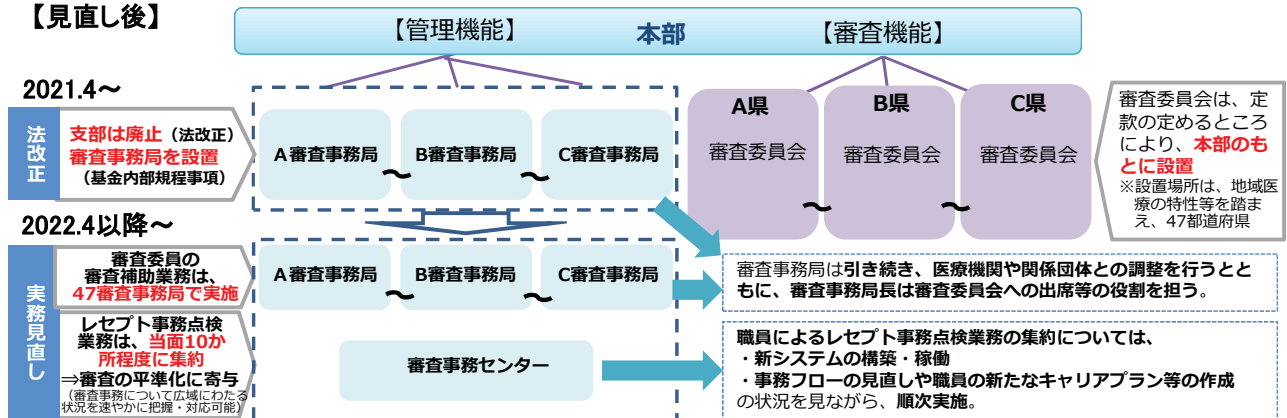 【見直し後】
【管理機能】
本部
【審査機能】
2021.4～
法改正
支部は廃止（法改正）
審査事務局を設置
（基金内部規程事項）
A審査事務局
～
B審査事務局
～
C審査事務局
A県
審査委員会
～
B県
審査委員会
～
C県
審査委員会
審査委員会は、定
款の定めるところ
により、本部のも
とに設置
※設置場所は、地域医
療の特性等を踏ま
え、47都道府県
2022.4以降～
実務見直し
審査委員の
審査補助業務は、
47審査事務局で実施
A審査事務局
～
B審査事務局
～
C審査事務局
審査事務局は引き続き、医療機関や関係団体との調整を行うとと
もに、審査事務局長は審査委員会への出席等の役割を担う。
レセプト事務点検
業務は、当面10か
所程度に集約
⇒審査の平準化に寄与
（審査事務について広域にわたる
状況を速やかに把握・対応可能）
審査事務センター
職員によるレセプト事務点検業務の集約については、
・新システムの構築・稼働
・事務フローの見直しや職員の新たなキャリアプラン等の作成
の状況を見ながら、順次実施。